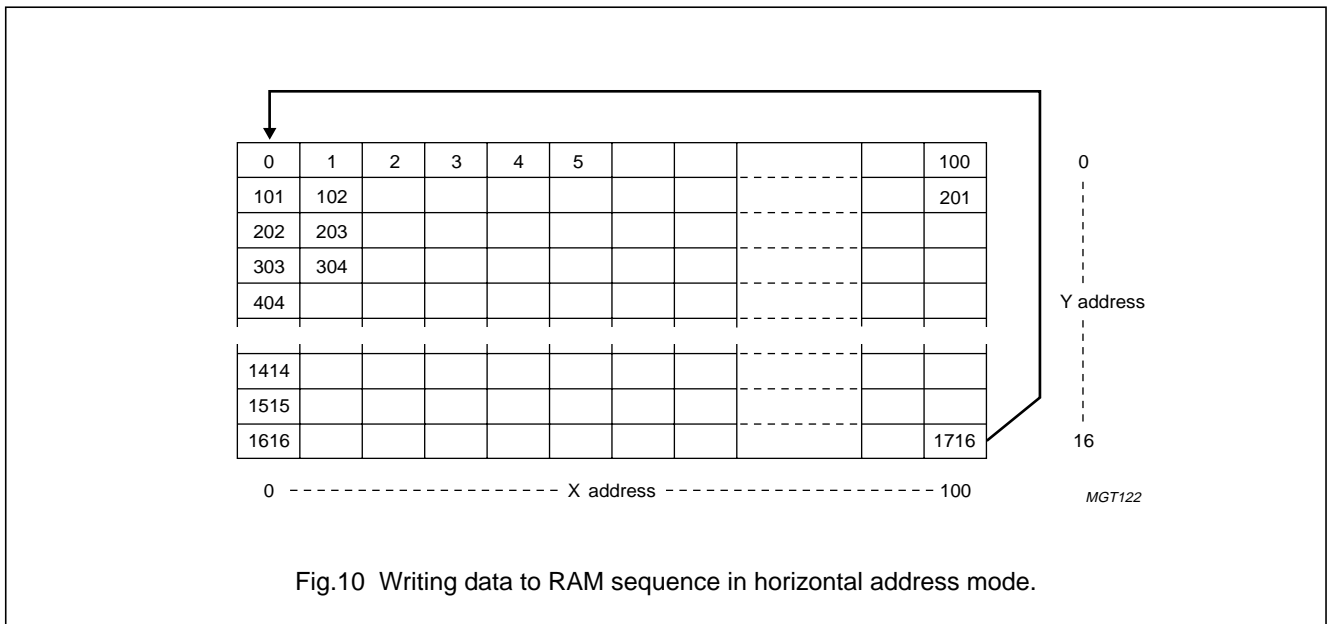 0 1 2 3 4 5 100 0
101 102 201
202 203
303 304
404 Y address
1414
1515
1616 1716 16
0 X address 100
MGT122
Fig.10 Writing data to RAM sequence in horizontal address mode.